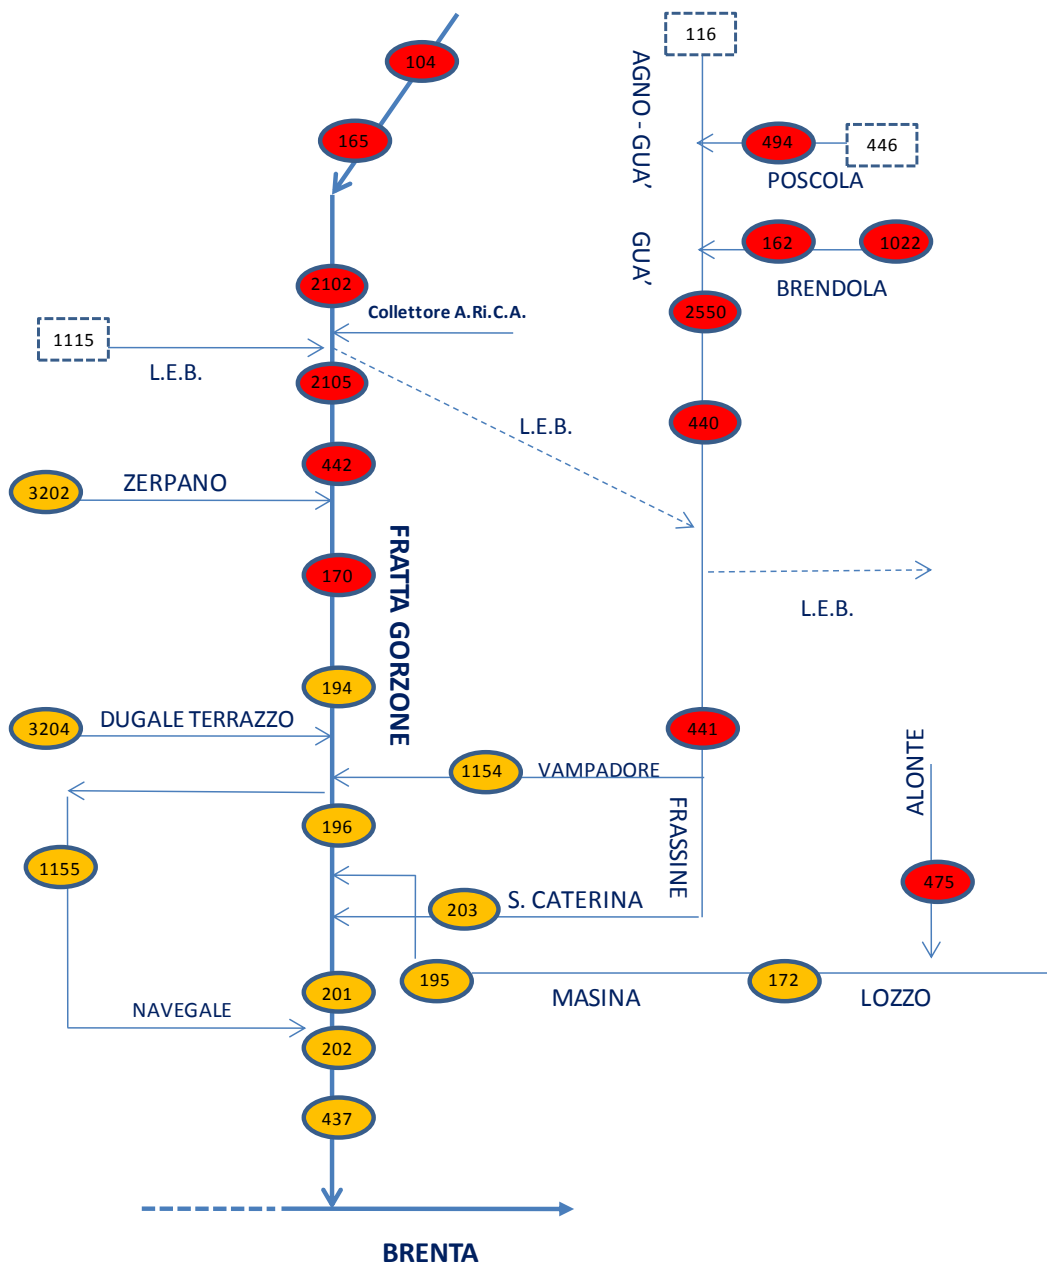 116
104
AGNO - GUA'
165
494
446
POSCOLA
GUA'
162
1022
BRENDOLA
2102
2550
Collettore A.Ri.C.A.
1115
L.E.B.
2105
440
L.E.B.
442
ZERPANO
3202
FRATTA GORZONE
170
L.E.B.
194
DUGALE TERRAZZO
3204
441
ALONTE
1154
VAMPADORE
FRASSINE
196
1155
475
S. CATERINA
203
195
172
201
MASINA
LOZZO
NAVEGALE
202
437
BRENTA